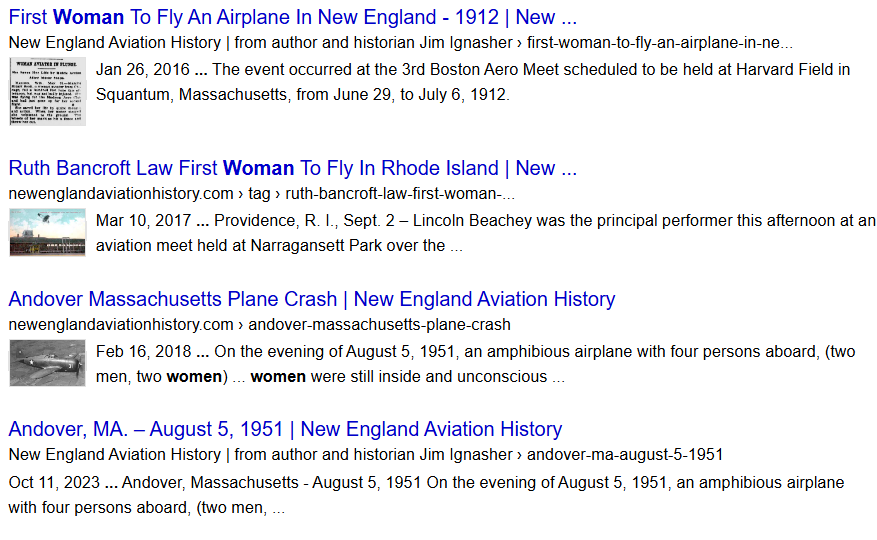 First Woman To Fly An Airplane In New England - 1912 | New ...
New England Aviation History | from author and historian Jim Ignasher › first-woman-to-fly-an-airplane-in-ne...
WOMAN AVIATOR IN PLUNGE.
Jan 26, 2016 ... The event occurred at the 3rd Boston Aero Meet scheduled to be held at Harvard Field in
Squantum, Massachusetts, from June 29, to July 6, 1912.
Ruth Bancroft Law First Woman To Fly In Rhode Island | New ...
newenglandaviationhistory.com › tag › ruth-bancroft-law-first-woman-...
Mar 10, 2017 ... Providence, R. I., Sept. 2 – Lincoln Beachey was the principal performer this afternoon at an
aviation meet held at Narragansett Park over the ...
Andover Massachusetts Plane Crash | New England Aviation History
newenglandaviationhistory.com › andover-massachusetts-plane-crash
Feb 16, 2018 ... On the evening of August 5, 1951, an amphibious airplane with four persons aboard, (two
men, two women) ... women were still inside and unconscious ...
Andover, MA. – August 5, 1951 | New England Aviation History
New England Aviation History | from author and historian Jim Ignasher › andover-ma-august-5-1951
Oct 11, 2023 ... Andover, Massachusetts - August 5, 1951 On the evening of August 5, 1951, an amphibious airplane
with four persons aboard, (two men, ...